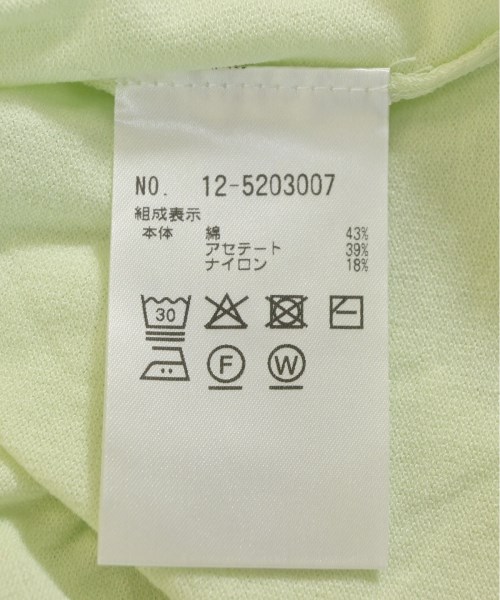 NO. 12-5203007
組成表示
本体 綿 43%
アセテート 39%
ナイロン 18%
30
F W